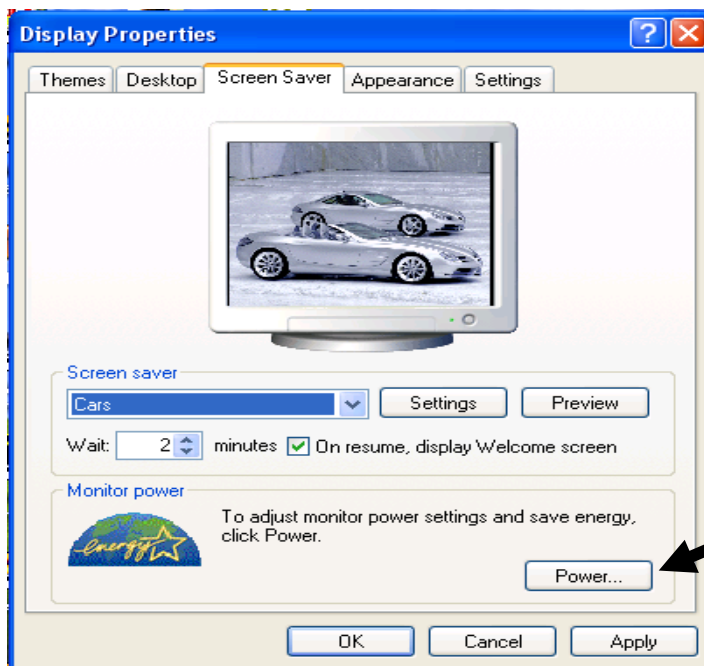 Display Properties
Themes Desktop Screen Saver Appearance Settings
Screen saver
Cars Settings Preview
Wait: 2 minutes On resume, display Welcome screen
Monitor power
energy
To adjust monitor power settings and save energy,
click Power.
Power...
OK Cancel Apply